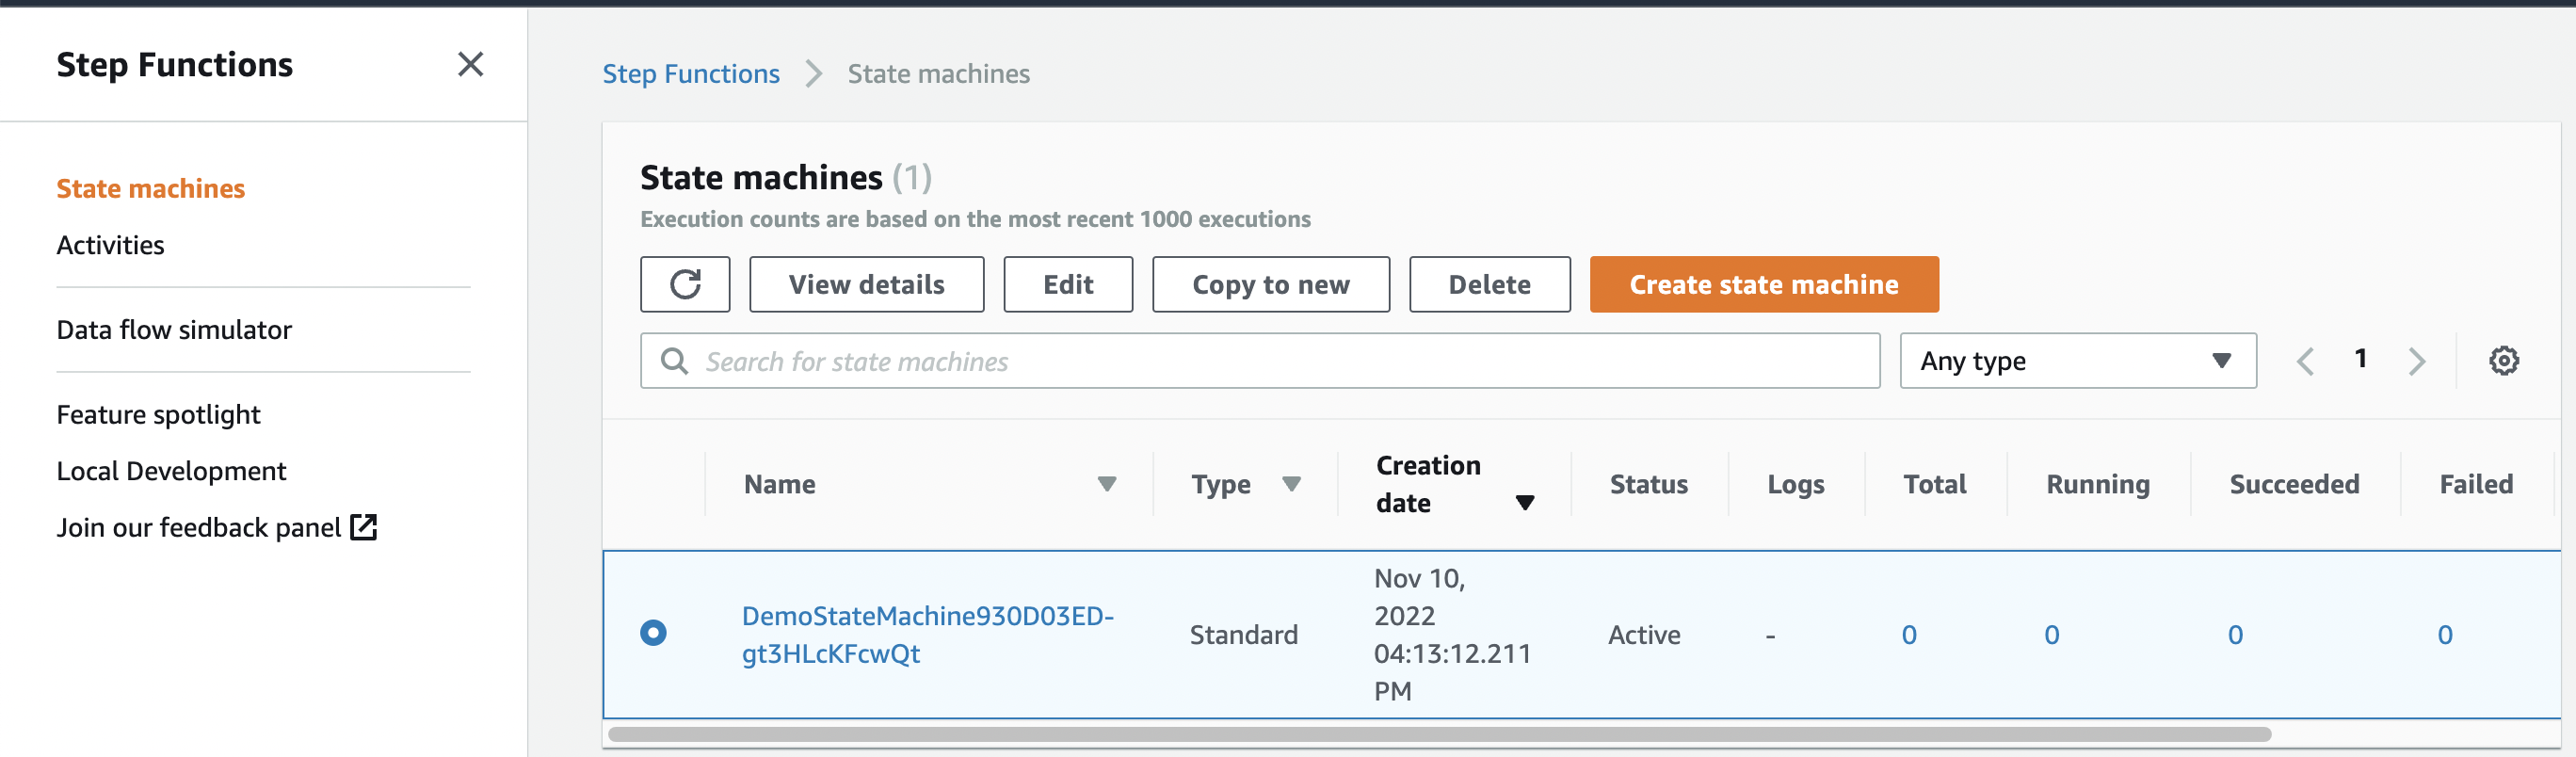 Step Functions
State machines
Activities
Data flow simulator
Feature spotlight
Local Development
Join our feedback panel
Step Functions State machines
State machines (1)
Execution counts are based on the most recent 1000 executions
View details Edit Copy to new Delete Create state machine
Search for state machines Any type 1
Name Type Creation date Status Logs Total Running Succeeded Failed
DemoStateMachine930D03ED-
gt3HLcKFcwQt
Standard
Nov 10,
2022
04:13:12.211
PM
Active - 0 0 0 0